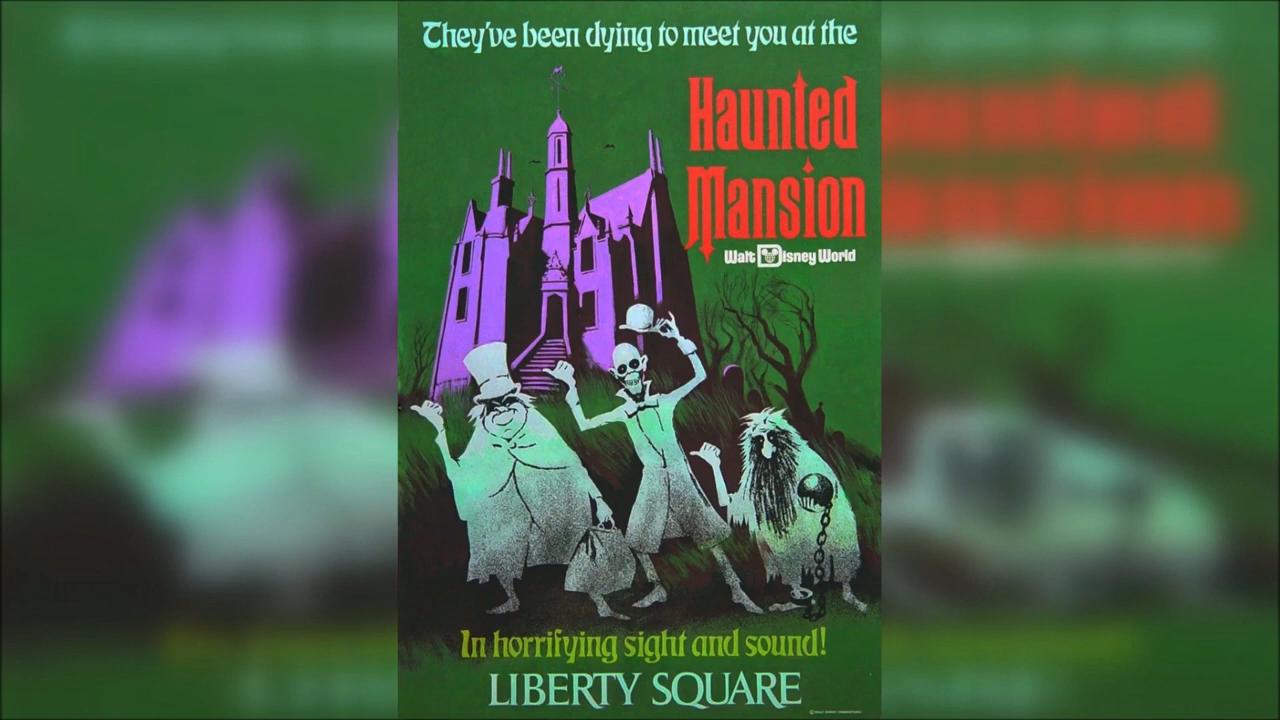 They've been dying to meet you at the
Haunted
Mansion
Walt Disney World
In horrifying sight and sound!
LIBERTY SQUARE